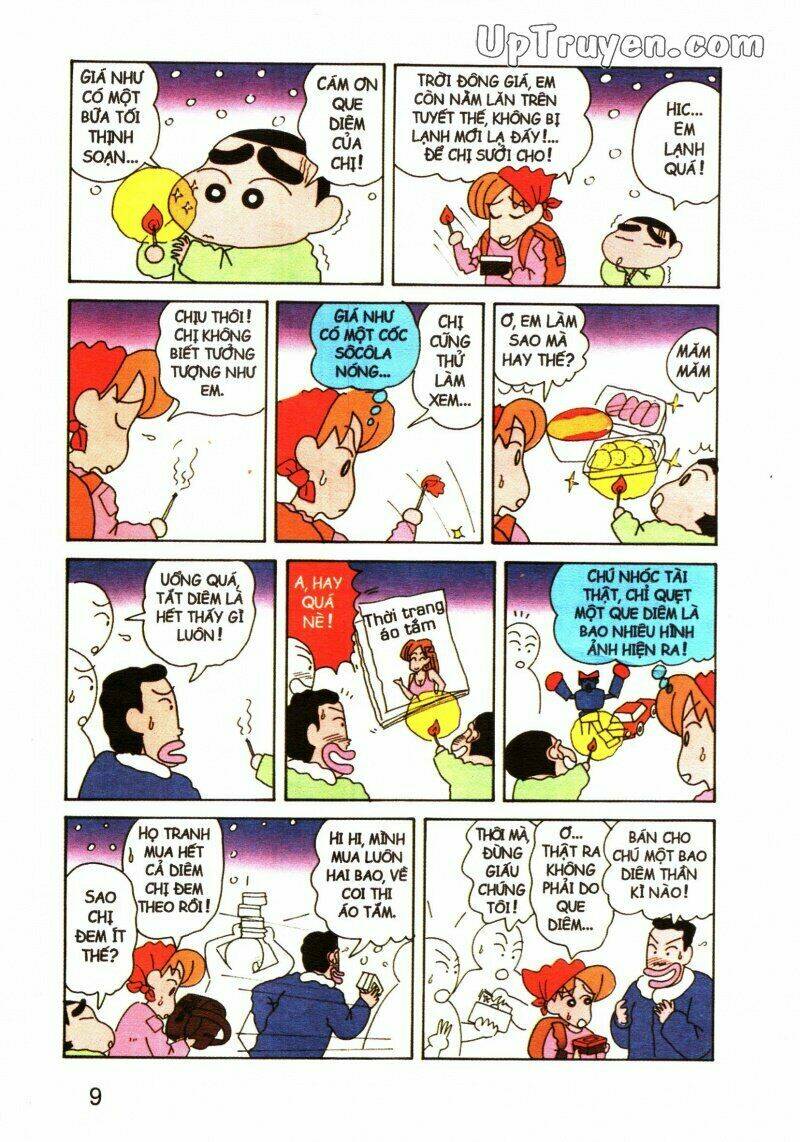 UpTruyen.com
HIC...
EM
LẠNH
QUÁ!
TRỜI ĐÔNG GIÁ, EM
CÒN NẰM LĂN TRÊN
TUYẾT THẾ, KHÔNG BỊ
LẠNH MỚI LẠ ĐẤY!...
ĐỂ CHỊ SƯỞI CHO!
CÁM ƠN
QUE
DIÊM
CỦA
CHỊ!
GIÁ NHƯ
CÓ MỘT
BỮA TỐI
THỊNH
SOẠN...
MĂM
MĂM
Ơ, EM LÀM
SAO MÀ
HAY THẾ?
CHỊ
CŨNG
THỬ
LÀM
XEM...
GIÁ NHƯ
CÓ MỘT CỐC
SÔCÔLA
NÓNG...
CHỊU THÔI!
CHỊ KHÔNG
BIẾT TƯỞNG
TƯỢNG NHƯ
EM.
CHÚ NHÓC TÀI
THẬT, CHỈ QUẸT
MỘT QUE DIÊM LÀ
BAO NHIÊU HÌNH
ẢNH HIỆN RA!
A, HAY
QUÁ
NÈ!
Thời trang
áo tắm
UỔNG QUÁ,
TẮT DIÊM LÀ
HẾT THẤY GÌ
LUÔN!
BÁN CHO
CHÚ MỘT BAO
DIÊM THẦN
KÌ NÀO!
Ơ...
THẬT RA
KHÔNG
PHẢI DO
QUE
DIÊM...
THÔI MÀ,
ĐỪNG
GIẤU
CHÚNG
TÔI!
HI HI, MÌNH
MUA LUÔN
HAI BAO, VỀ
COI THI
ÁO TẮM.
HỌ TRANH
MUA HẾT
CẢ DIÊM
CHỊ ĐEM
THEO RỒI!
SAO
CHỊ
ĐEM ÍT
THẾ?
9